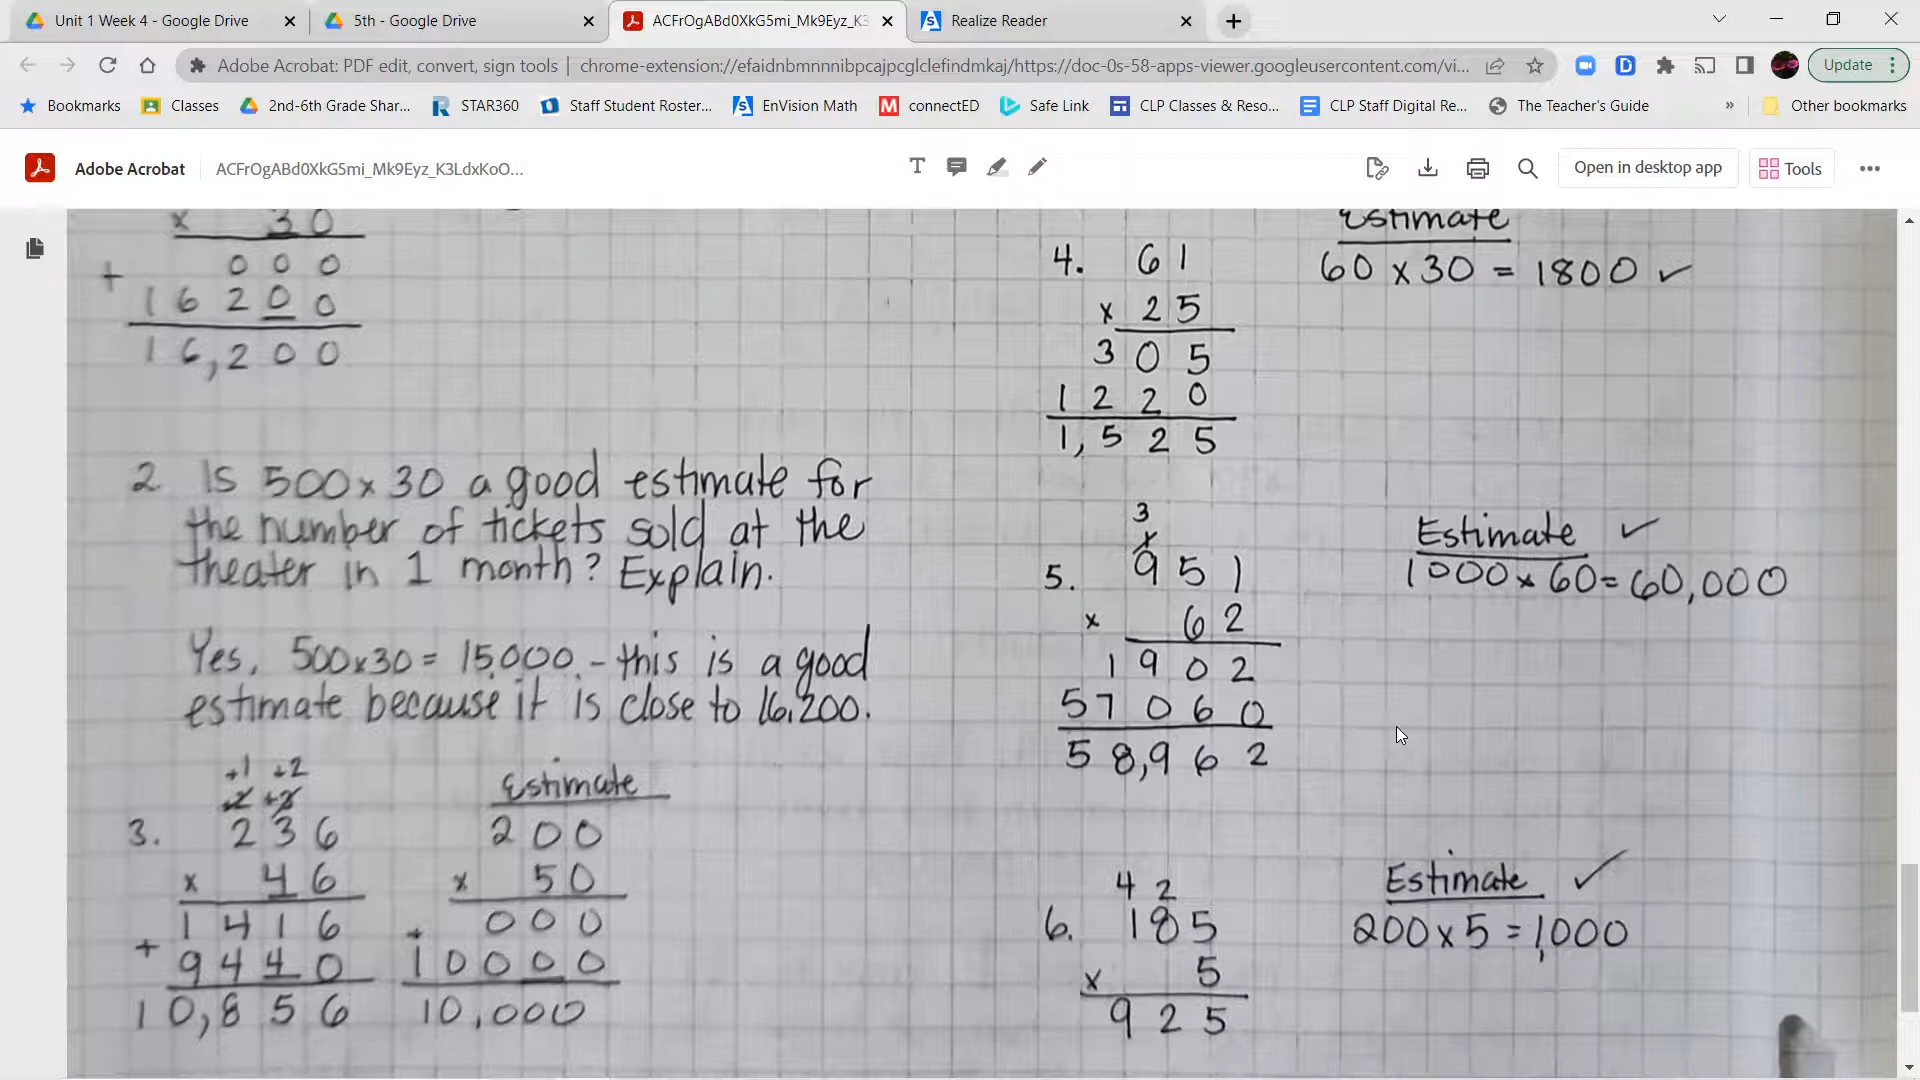 Unit 1 Week 4 - Google Drive
5th - Google Drive
ACFrOgABd0XkG5mi_Mk9Eyz_K3
Realize Reader
Adobe Acrobat: PDF edit, convert, sign tools | chrome-extension://efaidnbmnnnibpcajpcglclefindmkaj/https://doc-0s-58-apps-viewer.googleusercontent.com/vi...
Update
Bookmarks
Classes
2nd-6th Grade Shar...
STAR360
Staff Student Roster...
EnVision Math
connectED
Safe Link
CLP Classes & Reso...
CLP Staff Digital Re...
The Teacher's Guide
»
Other bookmarks
Adobe Acrobat
ACFrOgABd0XkG5mi_Mk9Eyz_K3LdxKoO...
Open in desktop app
Tools
x 30
000
+ 16200
16,200
2 Is 500 x 30 a good estimate for
the number of tickets sold at the
theater in 1 month? Explain.
Yes, 500x30 = 15,000. - this is a good
estimate because it is close to 16,200.
+1 +2
+2 +3
3. 236
x 46
1416
+ 9440
10,856
Estimate
200
x 50
000
+ 10000
10,000
Estimate
4. 61
60 x 30 = 1800 ✓
x 25
305
1220
1,525
3
5. 951
x 62
1902
57060
58,962
Estimate ✓
1000 x 60 = 60,000
4 2
6. 185
x 5
925
Estimate ✓
200 x 5 = 1,000